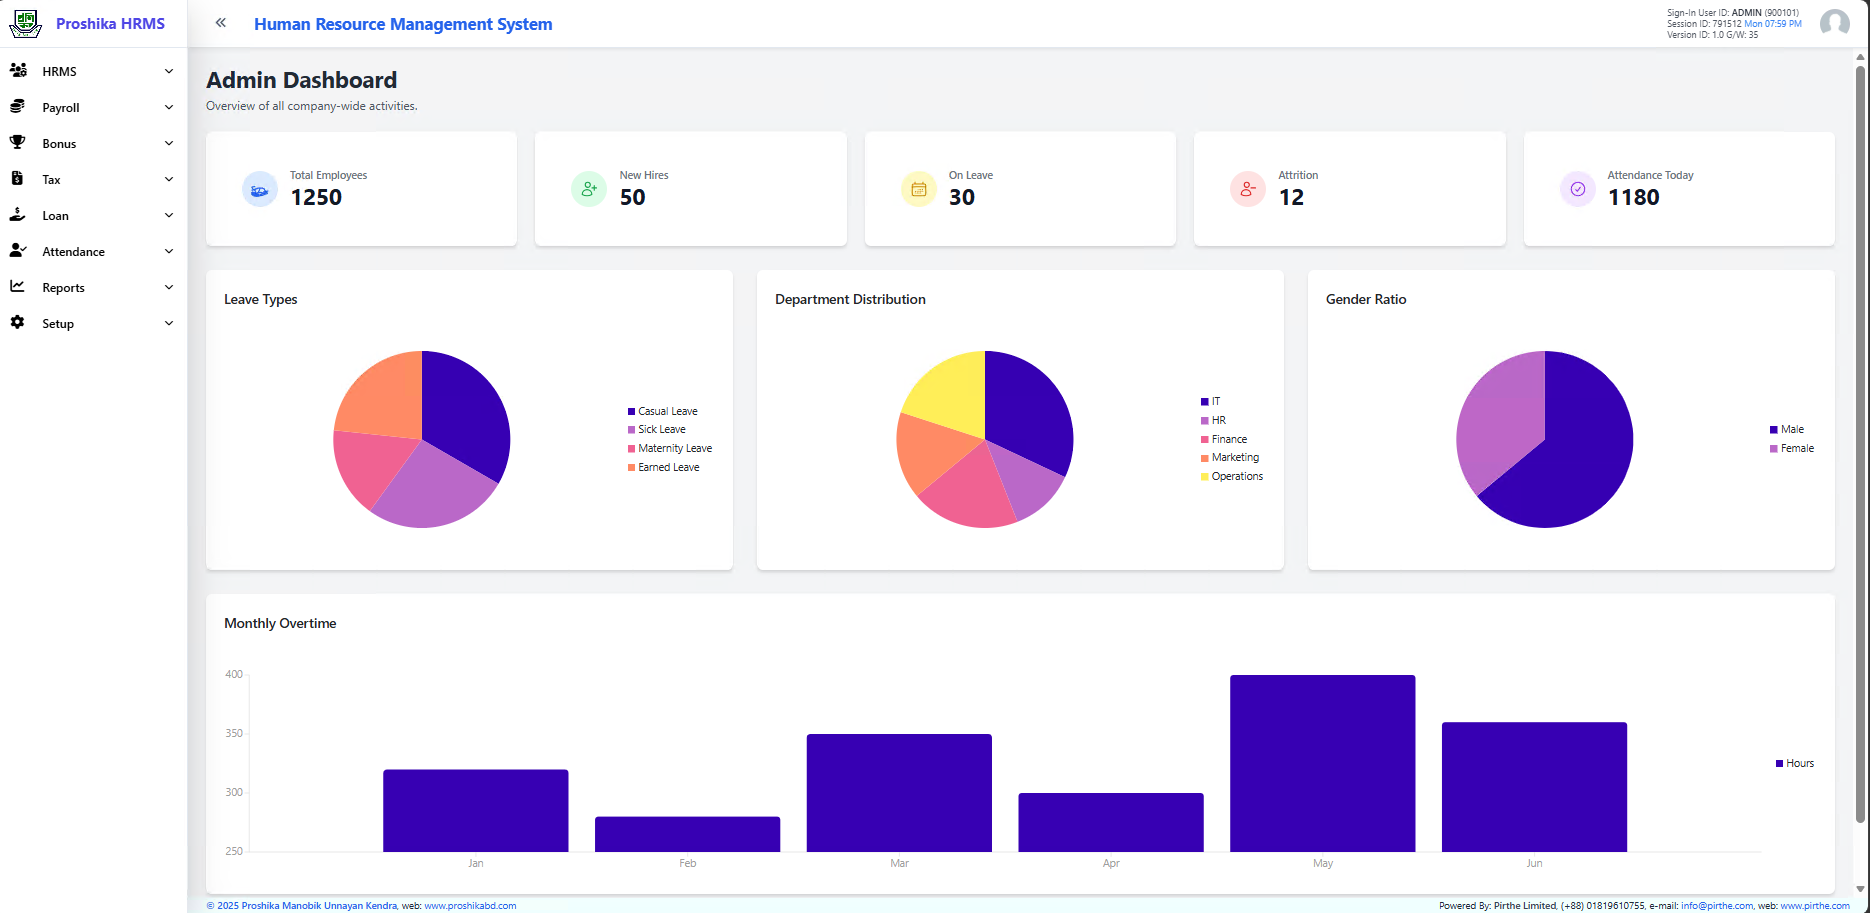 Proshika HRMS
Human Resource Management System
Sign-In User ID: ADMIN (900101)
Session ID: 791512 Mon 07:59 PM
Version ID: 1.0 G/W: 35
HRMS
Payroll
Bonus
Tax
Loan
Attendance
Reports
Setup
Admin Dashboard
Overview of all company-wide activities.
Total Employees
1250
New Hires
50
On Leave
30
Attrition
12
Attendance Today
1180
Leave Types
Casual Leave
Sick Leave
Maternity Leave
Earned Leave
Department Distribution
IT
HR
Finance
Marketing
Operations
Gender Ratio
Male
Female
Monthly Overtime
400
350
300
250
Jan
Feb
Mar
Apr
May
Jun
Hours
© 2025 Proshika Manobik Unnayan Kendra, web: www.proshikabd.com
Powered By: Pirthe Limited, (+88) 01819610755, e-mail: info@pirthe.com, web: www.pirthe.com